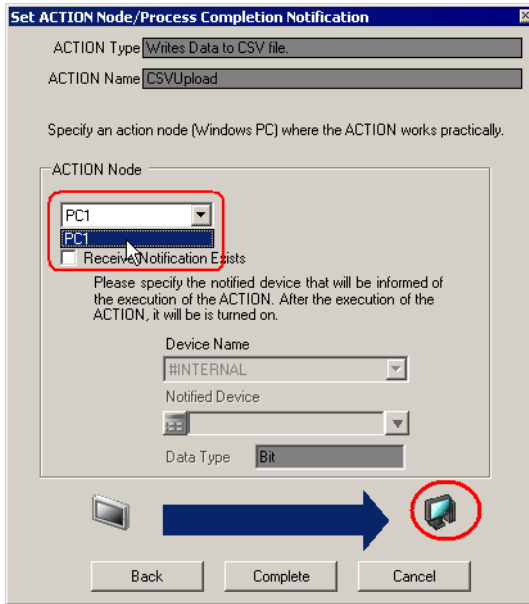 Set ACTION Node/Process Completion Notification
ACTION Type Writes Data to CSV file.
ACTION Name CSVUpload
Specify an action node (Windows PC) where the ACTION works practically.
ACTION Node
PC1
PC1
Receive Notification Exists
Please specify the notified device that will be informed of
the execution of the ACTION. After the execution of the
ACTION, it will be is turned on.
Device Name
#INTERNAL
Notified Device
Data Type Bit
Back Complete Cancel